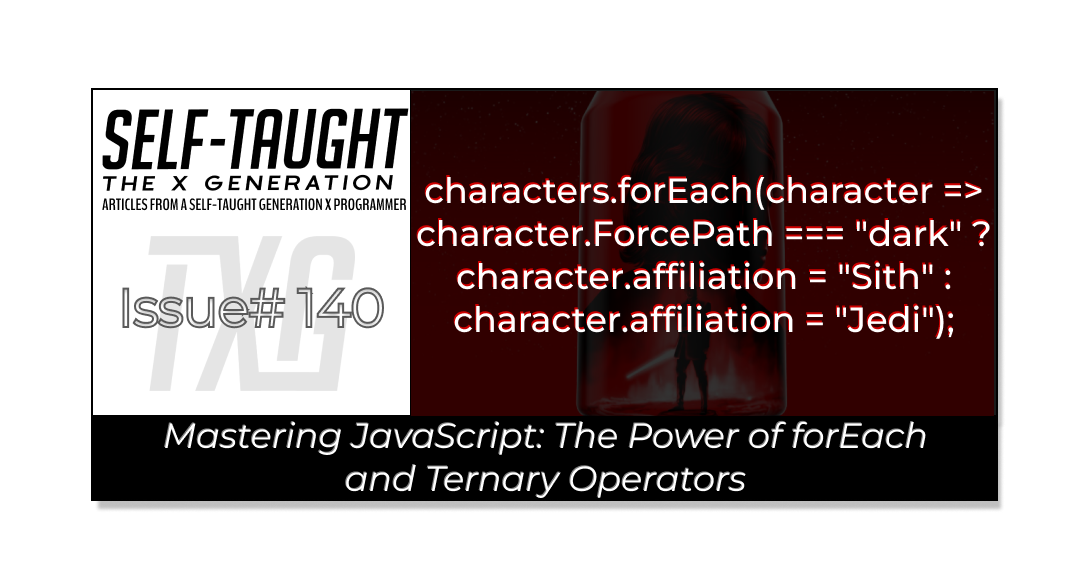 SELF-TAUGHT
THE X GENERATION
ARTICLES FROM A SELF-TAUGHT GENERATION X PROGRAMMER
TXG
Issue# 140
characters.forEach(character =>
character.ForcePath === "dark" ?
character.affiliation = "Sith" :
character.affiliation = "Jedi");
Mastering JavaScript: The Power of forEach
and Ternary Operators